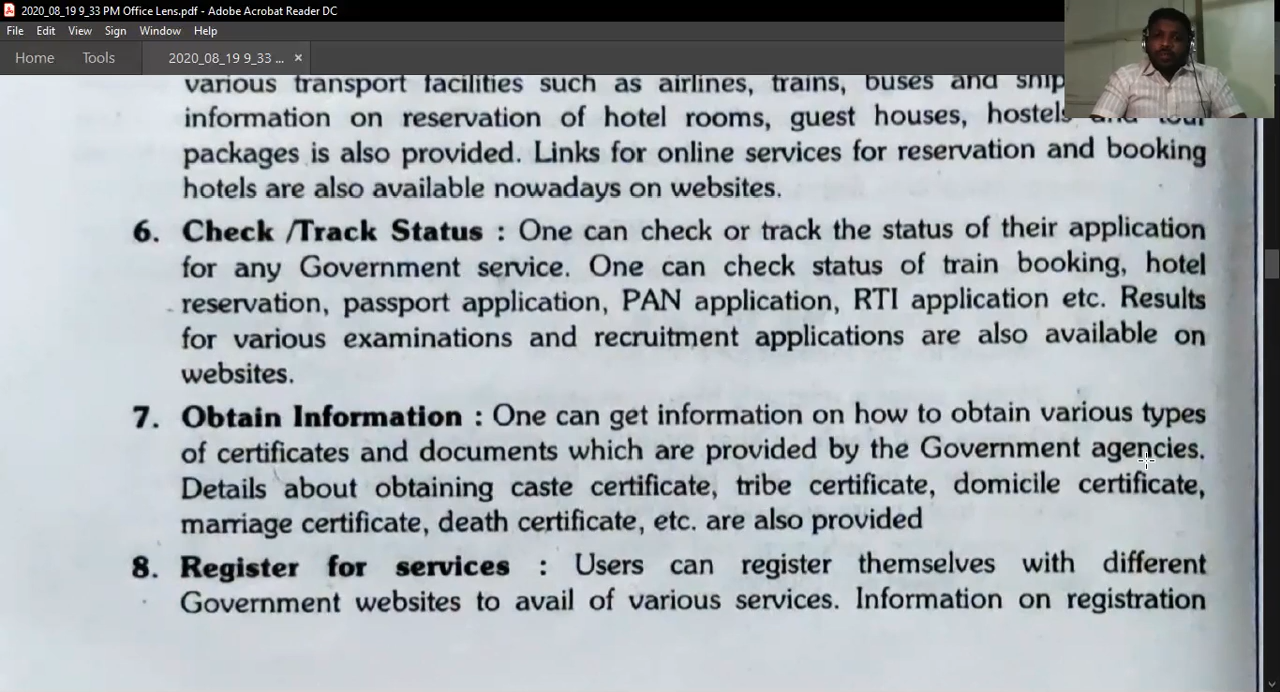 2020_08_19 9_33 PM Office Lens.pdf - Adobe Acrobat Reader DC
File Edit View Sign Window Help
Home Tools 2020_08_19 9_33 ... ×
various transport facilities such as airlines, trains, buses and ship
information on reservation of hotel rooms, guest houses, hostels and tour
packages is also provided. Links for online services for reservation and booking
hotels are also available nowadays on websites.
6. Check /Track Status : One can check or track the status of their application
for any Government service. One can check status of train booking, hotel
reservation, passport application, PAN application, RTI application etc. Results
for various examinations and recruitment applications are also available on
websites.
7. Obtain Information : One can get information on how to obtain various types
of certificates and documents which are provided by the Government agencies.
Details about obtaining caste certificate, tribe certificate, domicile certificate,
marriage certificate, death certificate, etc. are also provided
8. Register for services : Users can register themselves with different
Government websites to avail of various services. Information on registration